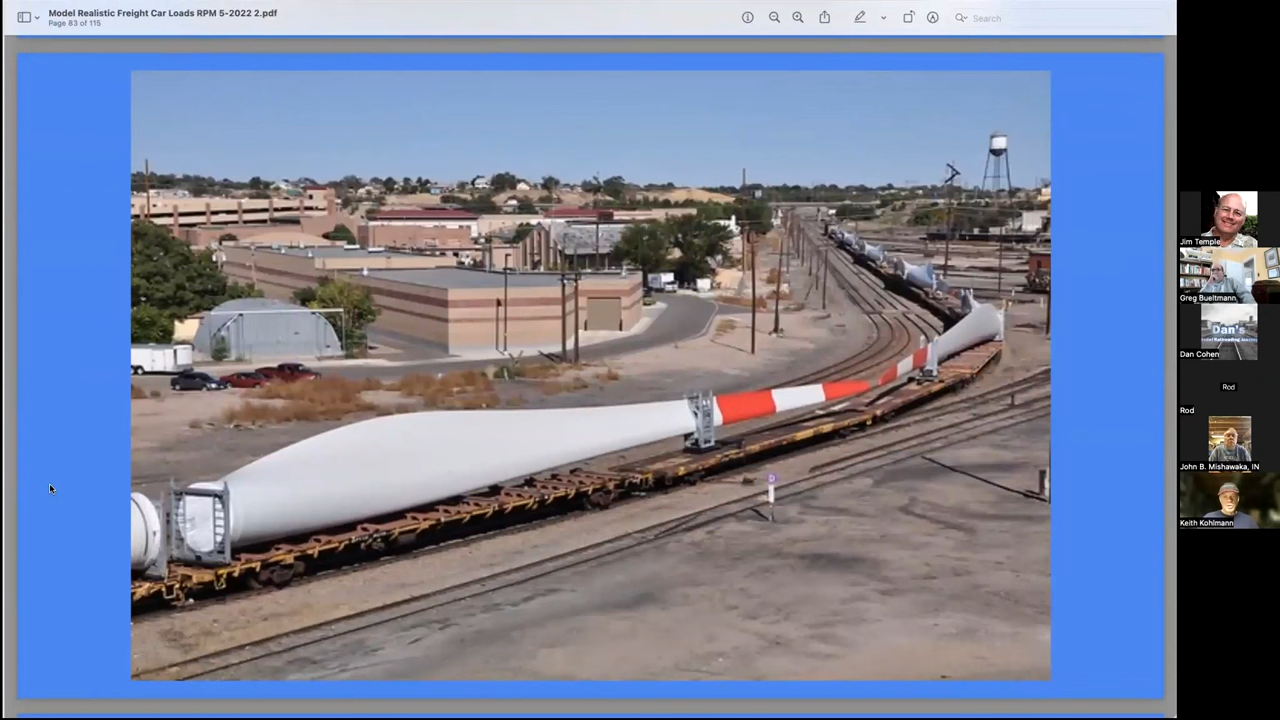 Model Realistic Freight Car Loads RPM 5-2022 2.pdf
Page 83 of 115
Search
Jim Temple
Greg Bueltmann
Dan's
Dan Cohen
Rod
Rod
John B. Mishawaka, IN
Keith Kohlmann